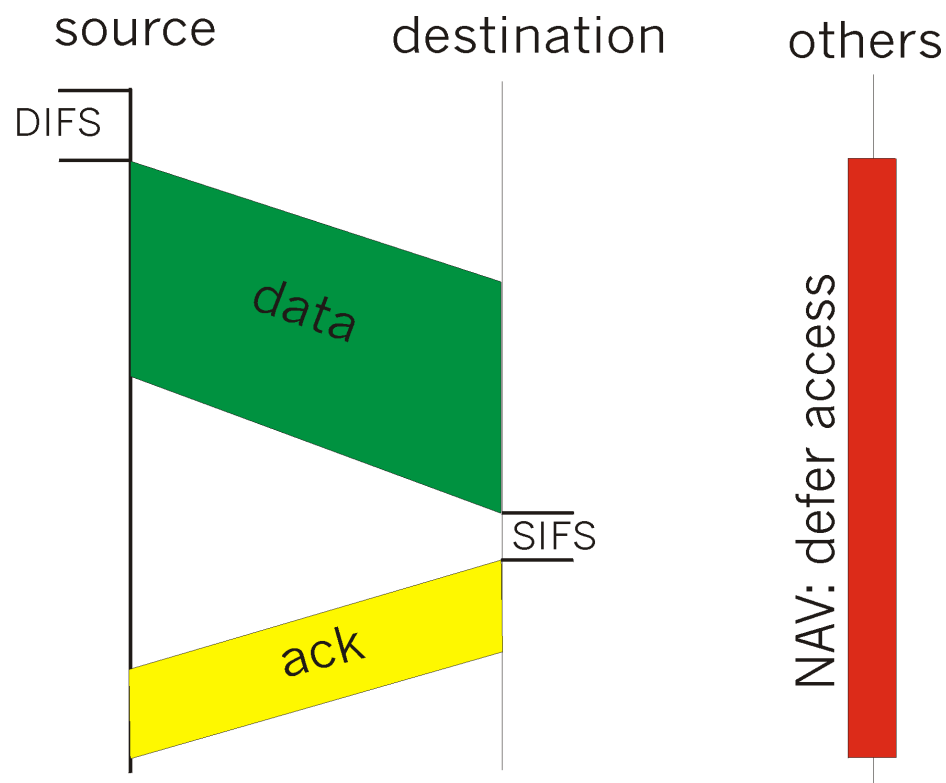 source
destination
others
DIFS
data
SIFS
ack
NAV: defer access